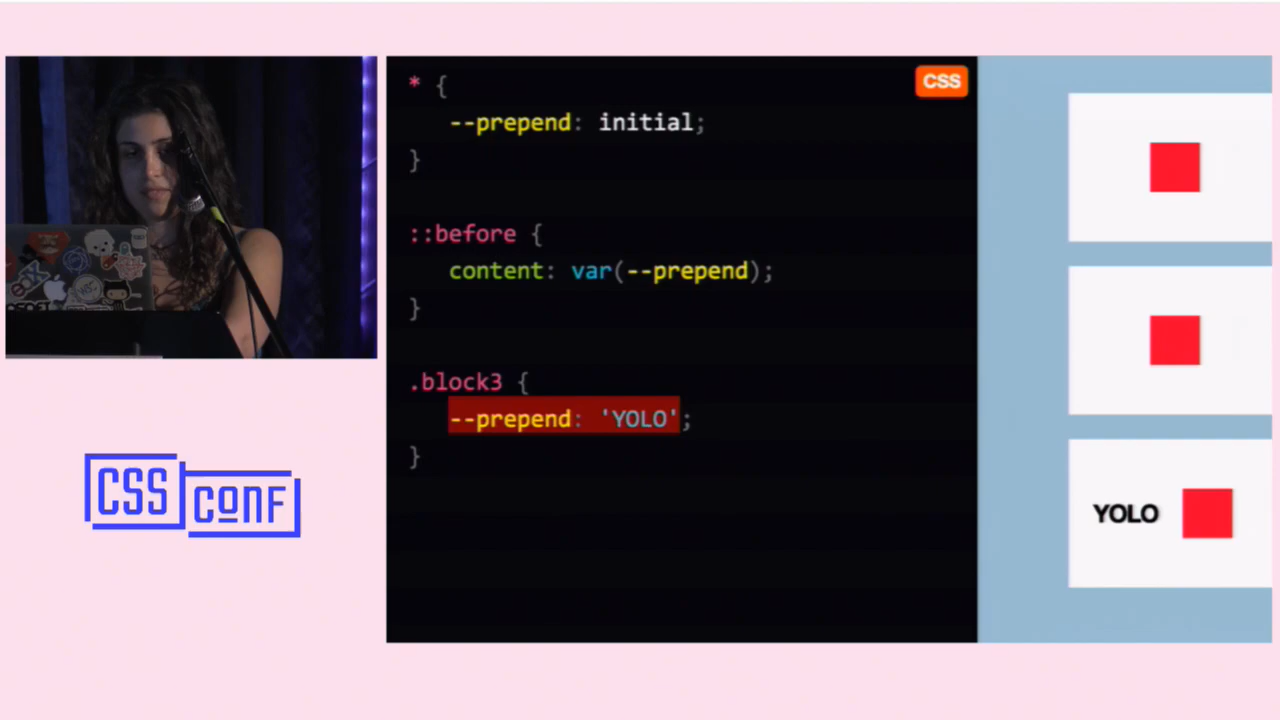 * {
--prepend: initial;
}
::before {
content: var(--prepend);
}
.block3 {
--prepend: 'YOLO';
}
CSS
YOLO
CSS
CONF